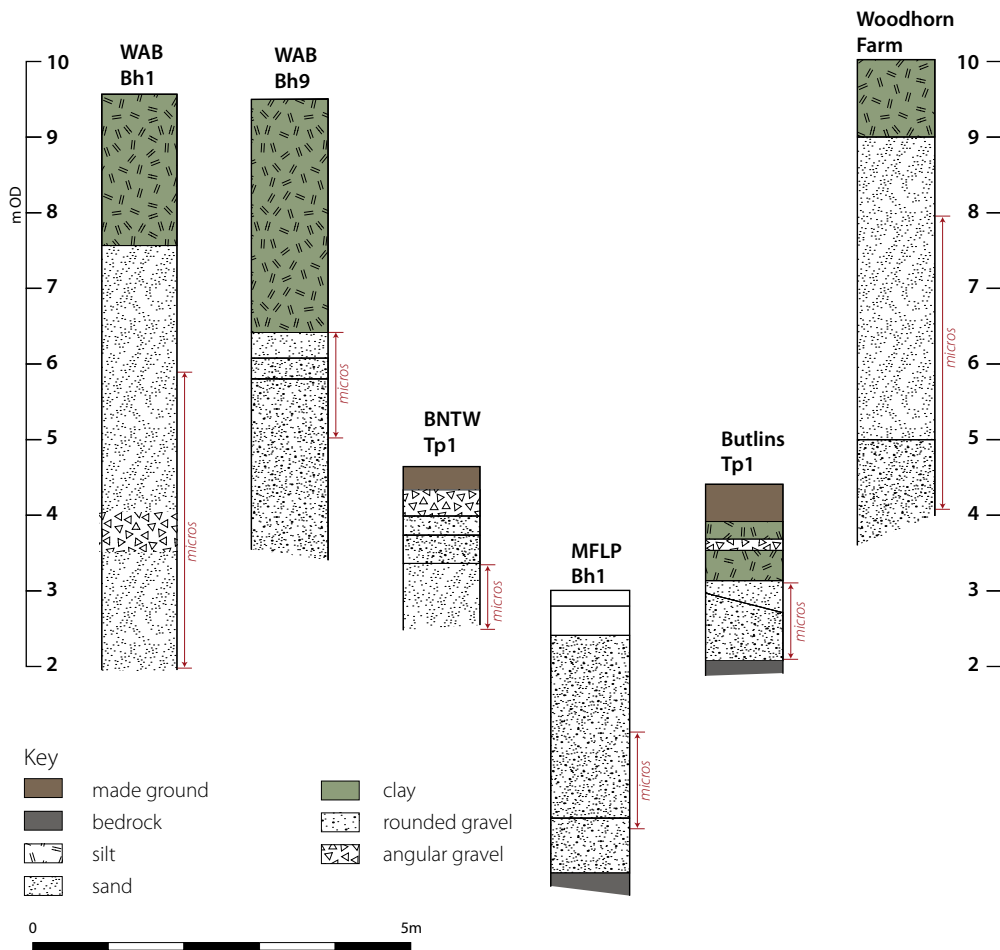 Woodhorn
Farm
WAB
Bh1
WAB
Bh9
10
9
8
7
6
5
4
3
2
m OD
10
9
8
7
6
5
4
3
2
micros
micros
BNTW
Tp1
micros
MFLP
Bh1
micros
Butlins
Tp1
micros
micros
Key
made ground
bedrock
silt
sand
clay
rounded gravel
angular gravel
0
5m